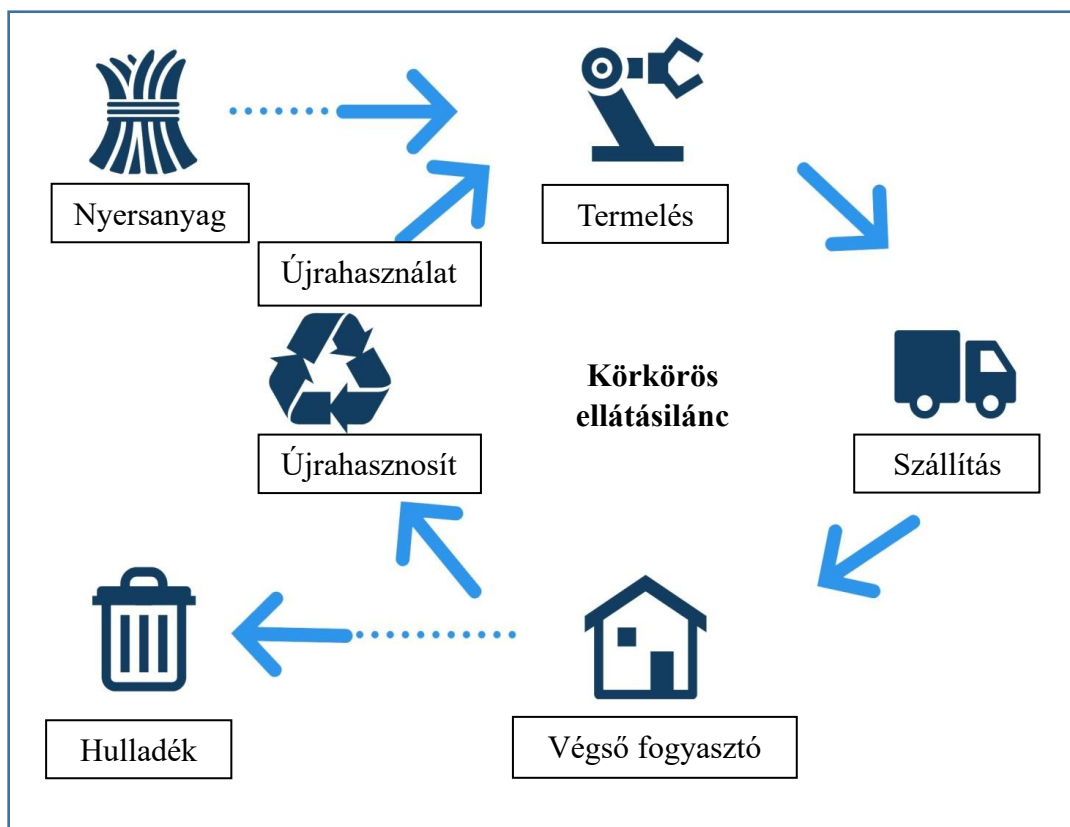 Nyersanyag
Termelés
Újrahasználat
Körkörös
ellátásilánc
Újrahasznosít
Szállítás
Hulladék
Végső fogyasztó